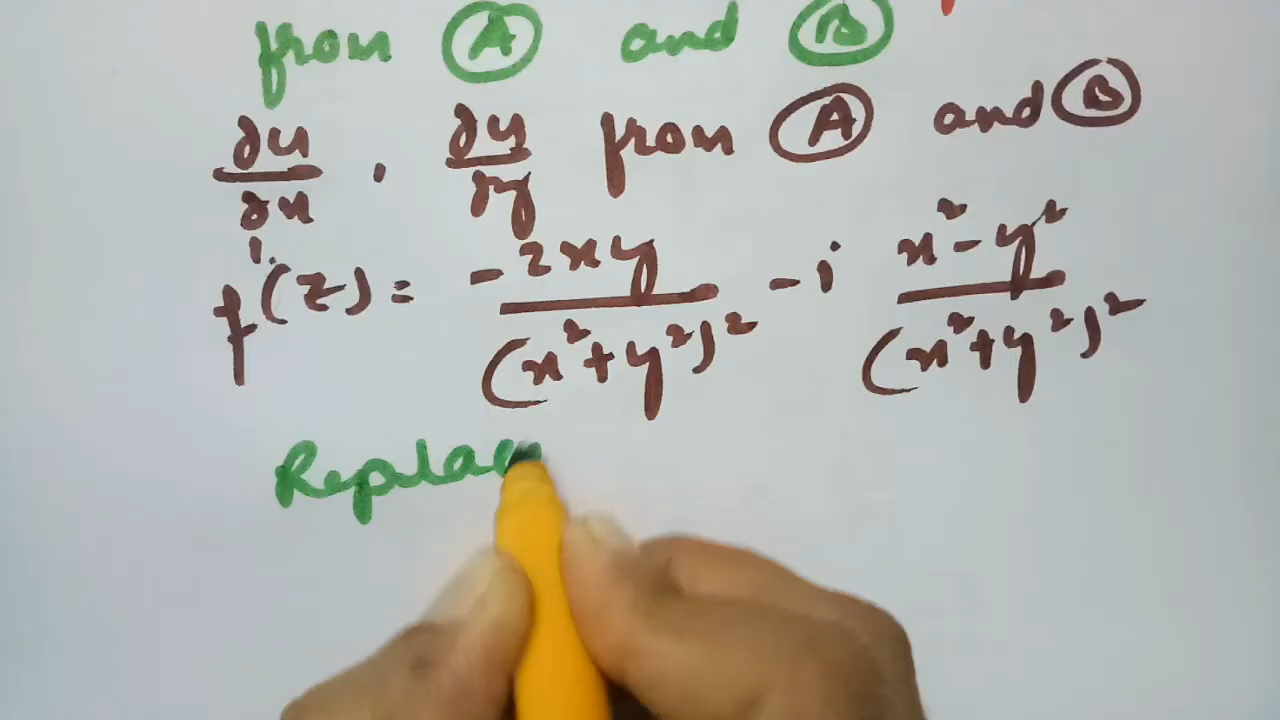 from (A) and (B)
∂u/∂x , ∂u/∂y from (A) and (B)
f'(z) = -2xy/(x²+y²)² - i x²-y²/(x²+y²)²
Replace